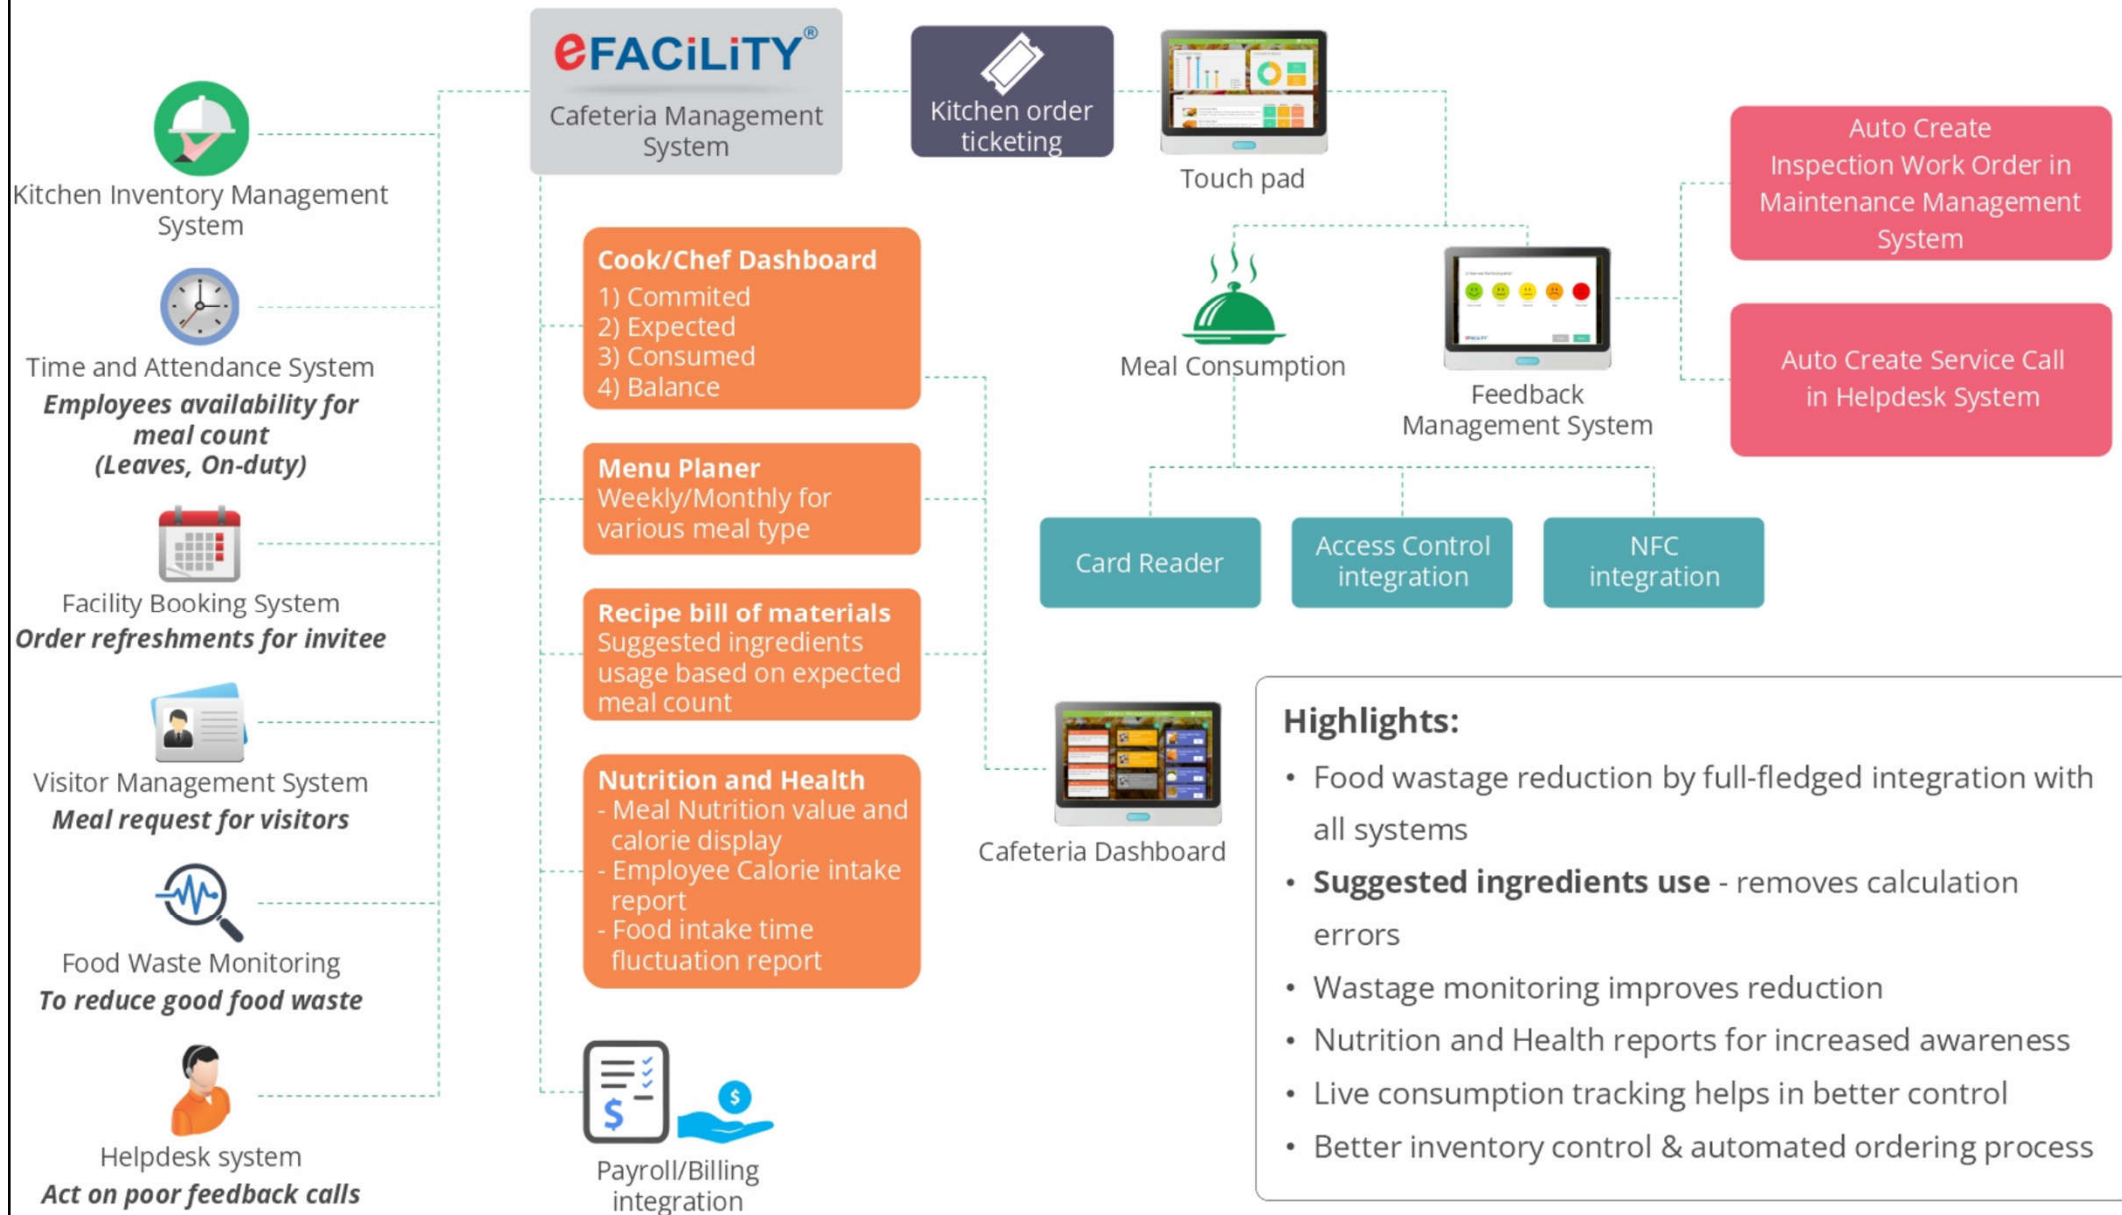 eFACiLiTY®
Cafeteria Management
System
Kitchen order
ticketing
Touch pad
Kitchen Inventory Management
System
Time and Attendance System
Employees availability for
meal count
(Leaves, On-duty)
Facility Booking System
Order refreshments for invitee
Visitor Management System
Meal request for visitors
Food Waste Monitoring
To reduce good food waste
Helpdesk system
Act on poor feedback calls
Cook/Chef Dashboard
1) Commited
2) Expected
3) Consumed
4) Balance
Menu Planer
Weekly/Monthly for
various meal type
Recipe bill of materials
Suggested ingredients
usage based on expected
meal count
Nutrition and Health
- Meal Nutrition value and
calorie display
- Employee Calorie intake
report
- Food intake time
fluctuation report
Payroll/Billing
integration
Cafeteria Dashboard
Meal Consumption
Feedback
Management System
Auto Create
Inspection Work Order in
Maintenance Management
System
Auto Create Service Call
in Helpdesk System
Card Reader
Access Control
integration
NFC
integration
Highlights:
• Food wastage reduction by full-fledged integration with
all systems
• Suggested ingredients use - removes calculation
errors
• Wastage monitoring improves reduction
• Nutrition and Health reports for increased awareness
• Live consumption tracking helps in better control
• Better inventory control & automated ordering process